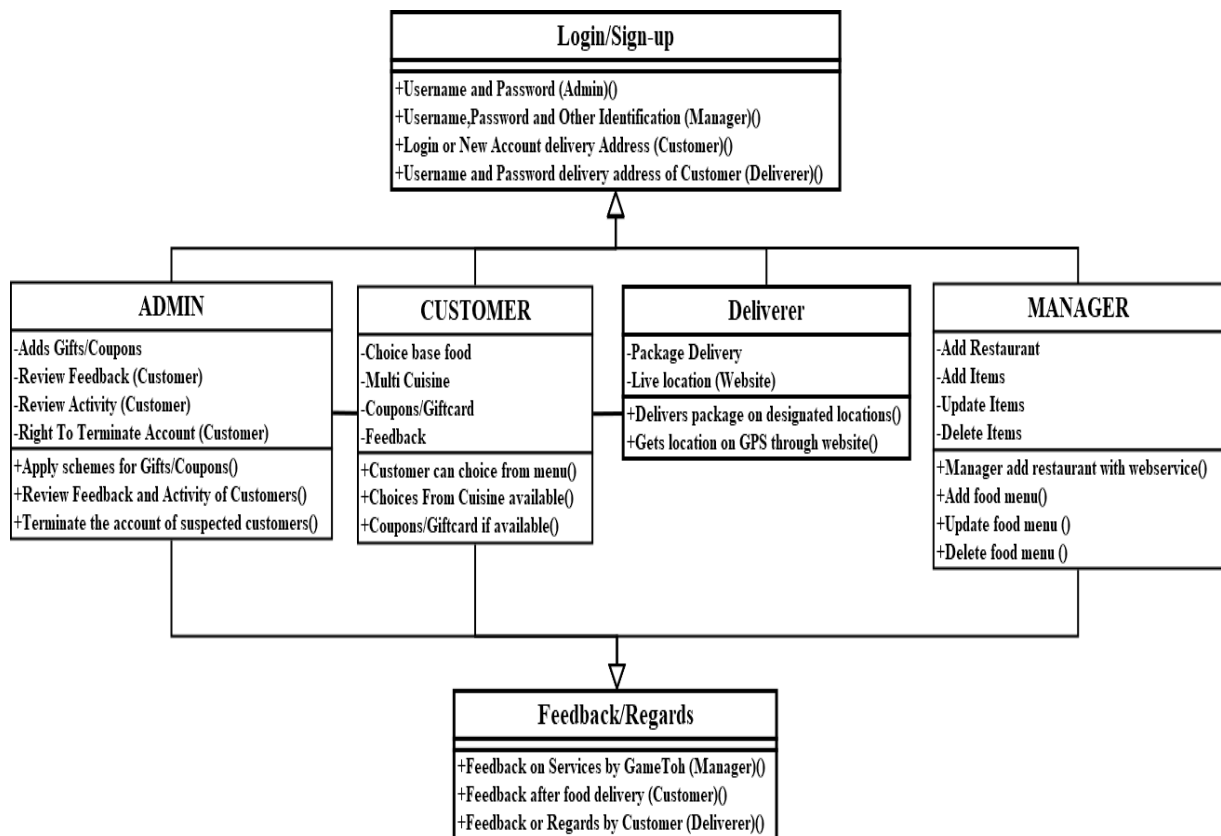 Login/Sign-up
+Username and Password (Admin)()
+Username,Password and Other Identification (Manager)()
+Login or New Account delivery Address (Customer)()
+Username and Password delivery address of Customer (Deliverer)()
ADMIN
-Adds Gifts/Coupons
-Review Feedback (Customer)
-Review Activity (Customer)
-Right To Terminate Account (Customer)
+Apply schemes for Gifts/Coupons()
+Review Feedback and Activity of Customers()
+Terminate the account of suspected customers()
CUSTOMER
-Choice base food
-Multi Cuisine
-Coupons/Giftcard
-Feedback
+Customer can choice from menu()
+Choices From Cuisine available()
+Coupons/Giftcard if available()
Deliverer
-Package Delivery
-Live location (Website)
+Delivers package on designated locations()
+Gets location on GPS through website()
MANAGER
-Add Restaurant
-Add Items
-Update Items
-Delete Items
+Manager add restaurant with webservice()
+Add food menu()
+Update food menu ()
+Delete food menu ()
Feedback/Regards
+Feedback on Services by GameToh (Manager)()
+Feedback after food delivery (Customer)()
+Feedback or Regards by Customer (Deliverer)()